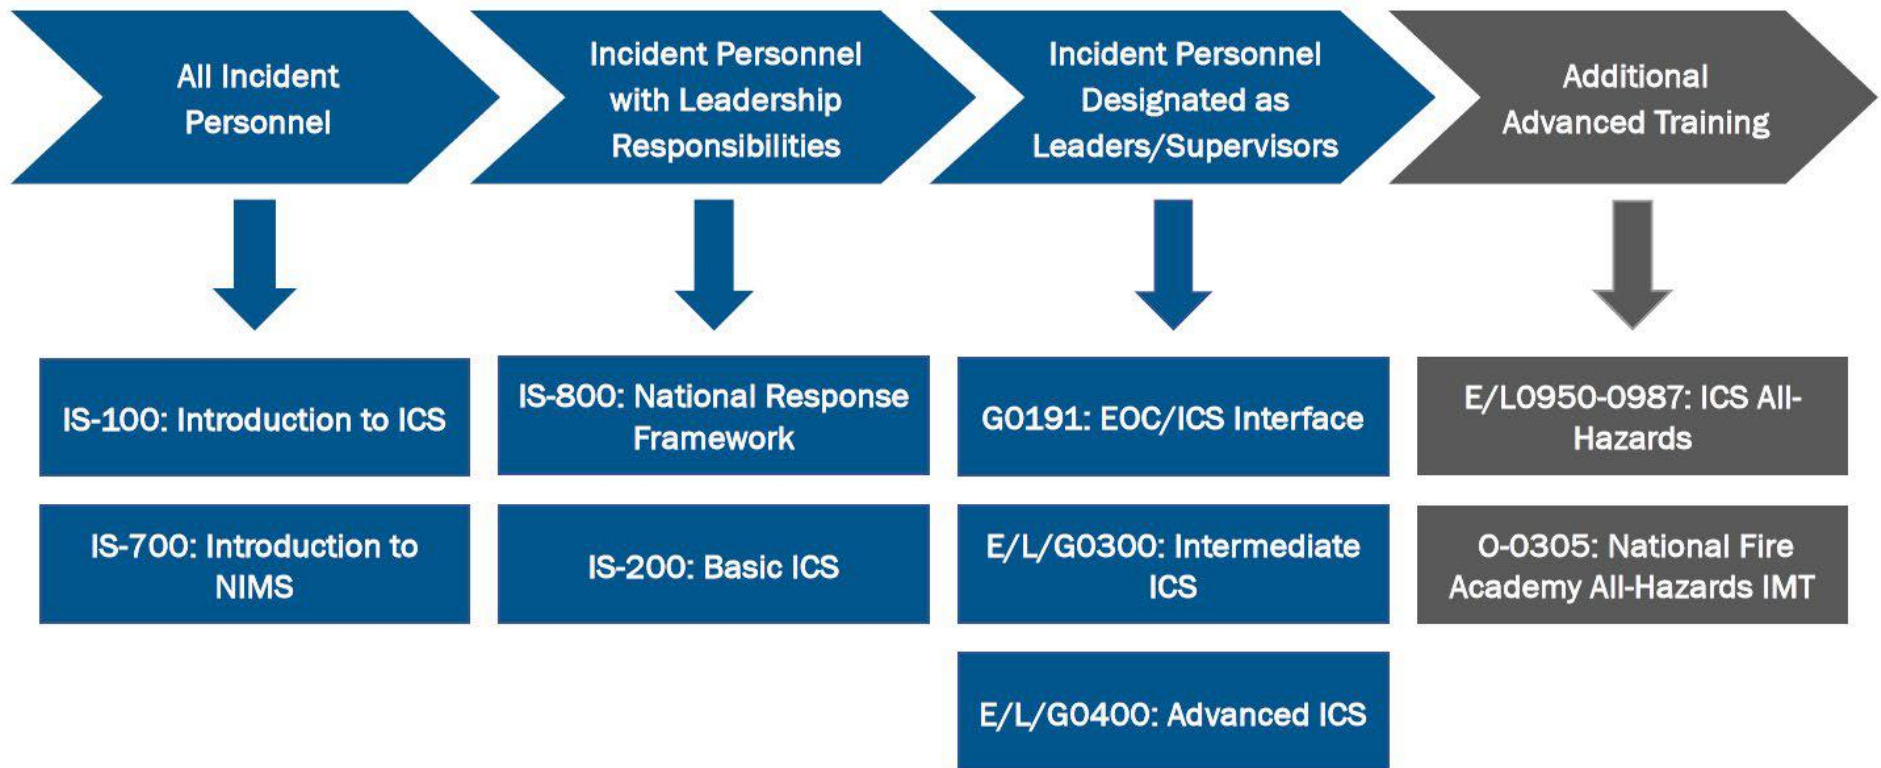 All Incident
Personnel
Incident Personnel
with Leadership
Responsibilities
Incident Personnel
Designated as
Leaders/Supervisors
Additional
Advanced Training
IS-100: Introduction to ICS
IS-700: Introduction to
NIMS
IS-800: National Response
Framework
IS-200: Basic ICS
G0191: EOC/ICS Interface
E/L/G0300: Intermediate
ICS
E/L/G0400: Advanced ICS
E/L0950-0987: ICS All-
Hazards
O-0305: National Fire
Academy All-Hazards IMT